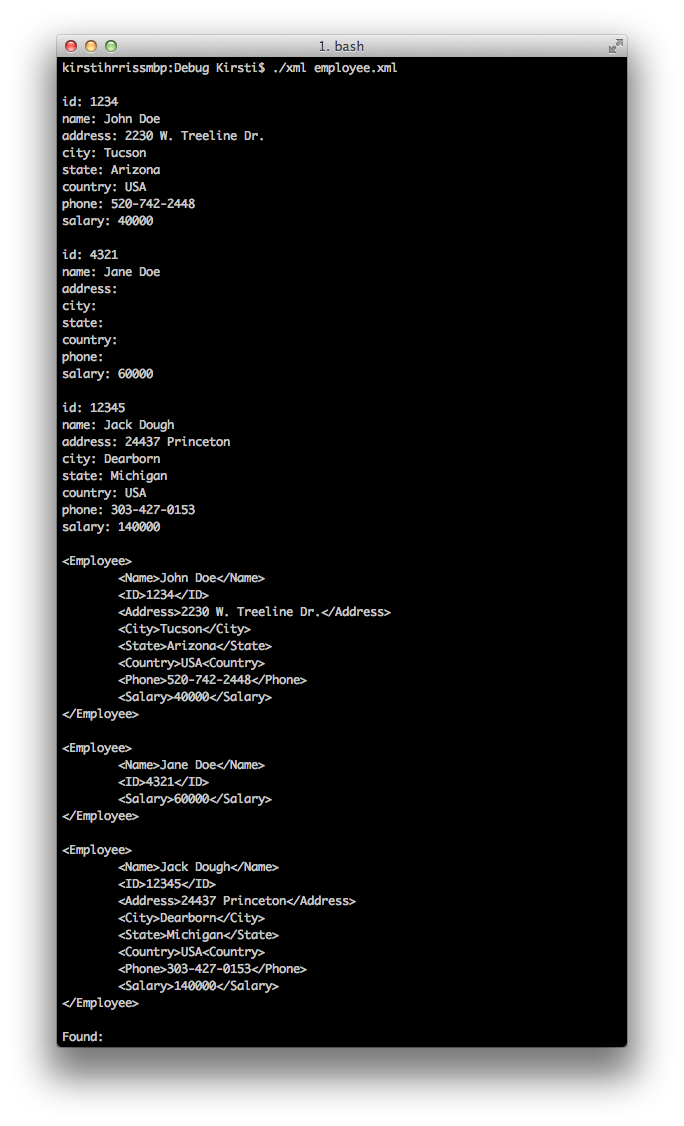 1. bash
kirstihrrissmbp:Debug Kirsti$ ./xml employee.xml
id: 1234
name: John Doe
address: 2230 W. Treeline Dr.
city: Tucson
state: Arizona
country: USA
phone: 520-742-2448
salary: 40000
id: 4321
name: Jane Doe
address:
city:
state:
country:
phone:
salary: 60000
id: 12345
name: Jack Dough
address: 24437 Princeton
city: Dearborn
state: Michigan
country: USA
phone: 303-427-0153
salary: 140000
<Employee>
<Name>John Doe</Name>
<ID>1234</ID>
<Address>2230 W. Treeline Dr.</Address>
<City>Tucson</City>
<State>Arizona</State>
<Country>USA<Country>
<Phone>520-742-2448</Phone>
<Salary>40000</Salary>
</Employee>
<Employee>
<Name>Jane Doe</Name>
<ID>4321</ID>
<Salary>60000</Salary>
</Employee>
<Employee>
<Name>Jack Dough</Name>
<ID>12345</ID>
<Address>24437 Princeton</Address>
<City>Dearborn</City>
<State>Michigan</State>
<Country>USA<Country>
<Phone>303-427-0153</Phone>
<Salary>140000</Salary>
</Employee>
Found: